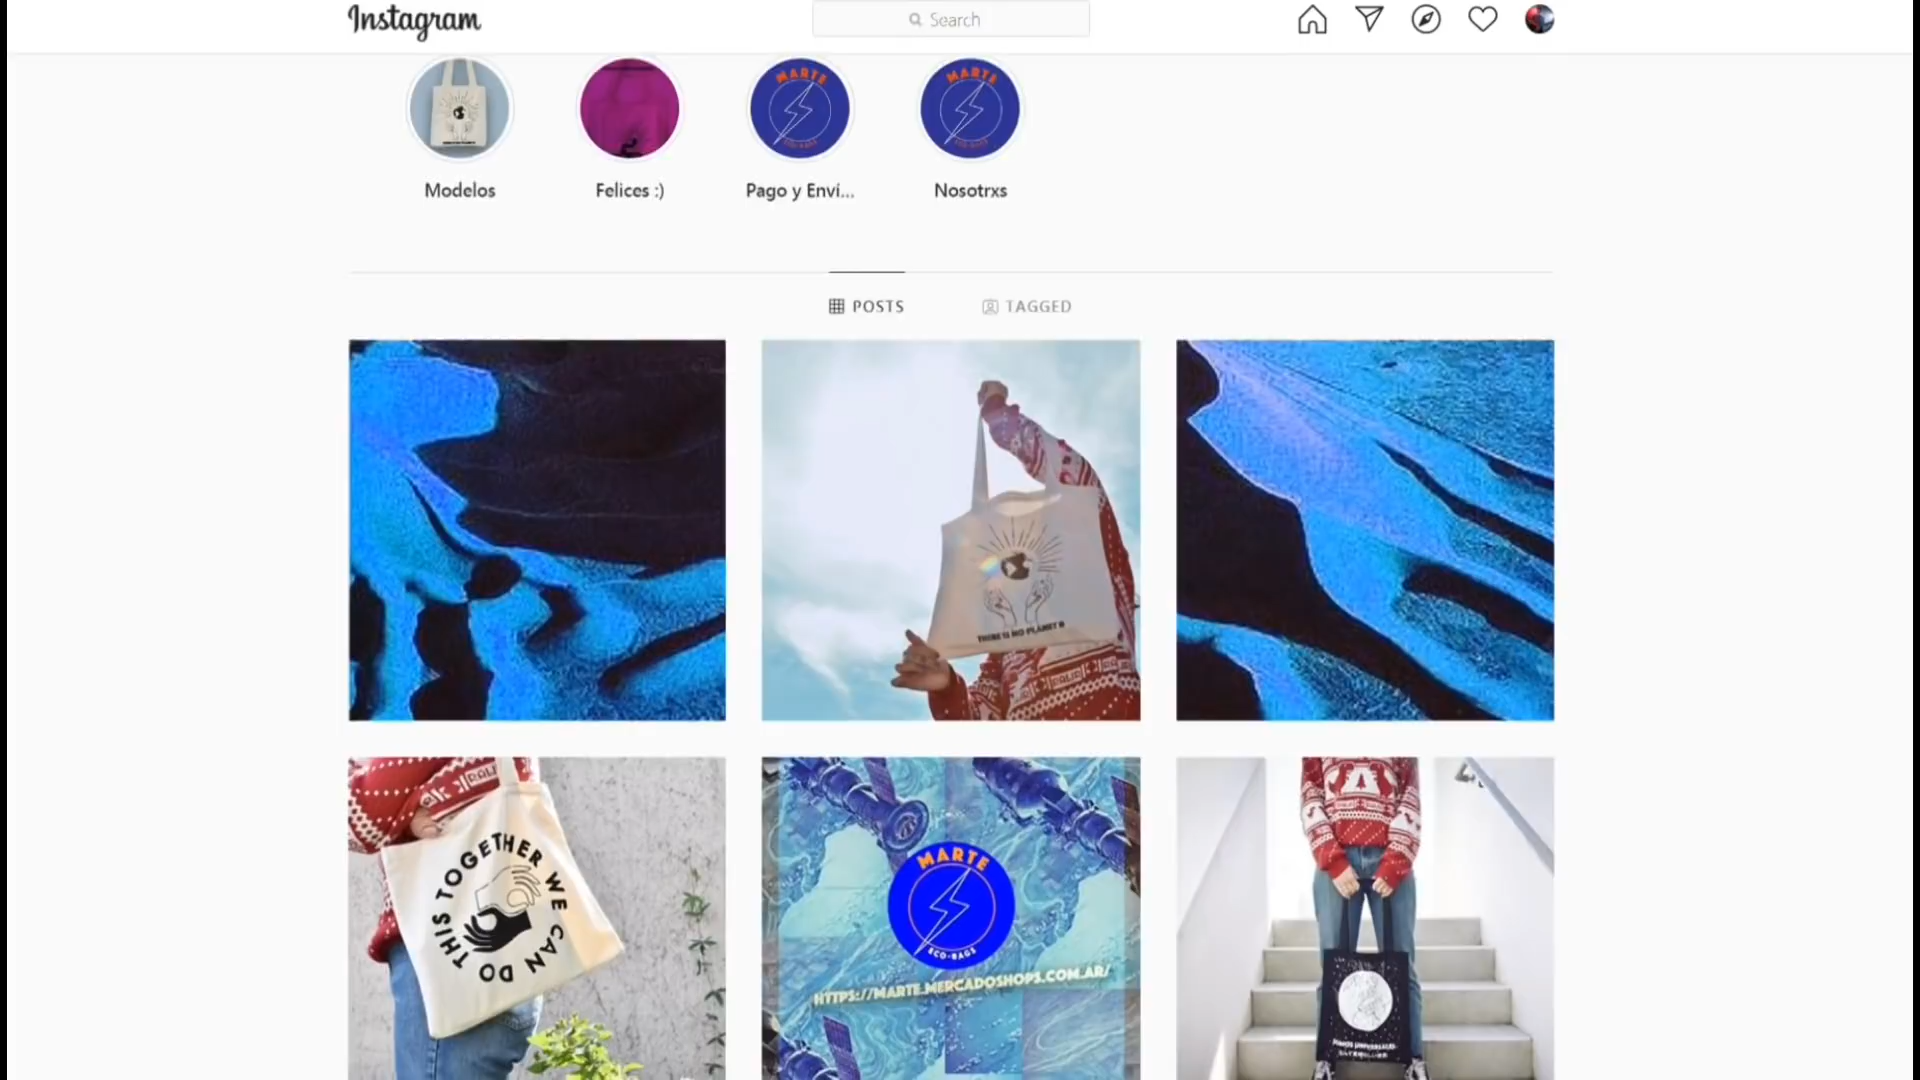 Instagram
Search
MARTE
MARTE
Modelos
Felices :)
Pago y Enví...
Nosotrxs
POSTS
TAGGED
THERE IS NO PLANET B
TOGETHER WE CAN DO THIS
MARTE
ECO-BAGS
HTTPS://MARTE.MERCADOSHOPS.COM.AR/